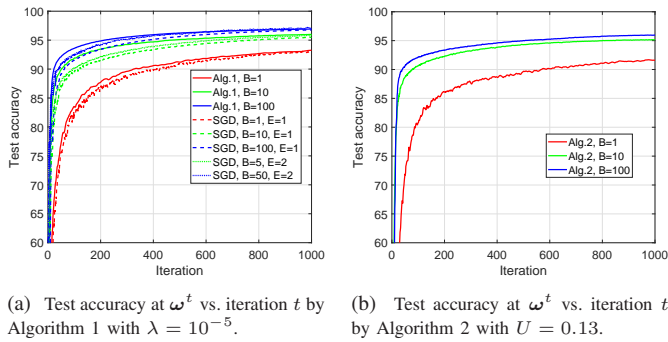 Test accuracy
100
95
90
85
80
75
70
65
60
0
200
400
600
800
1000
Iteration
Alg.1, B=1
Alg.1, B=10
Alg.1, B=100
SGD, B=1, E=1
SGD, B=10, E=1
SGD, B=100, E=1
SGD, B=5, E=2
SGD, B=50, E=2
(a) Test accuracy at ω^t vs. iteration t by
Algorithm 1 with λ = 10^{-5}.
Test accuracy
100
95
90
85
80
75
70
65
60
0
200
400
600
800
1000
Iteration
Alg.2, B=1
Alg.2, B=10
Alg.2, B=100
(b) Test accuracy at ω^t vs. iteration t
by Algorithm 2 with U = 0.13.